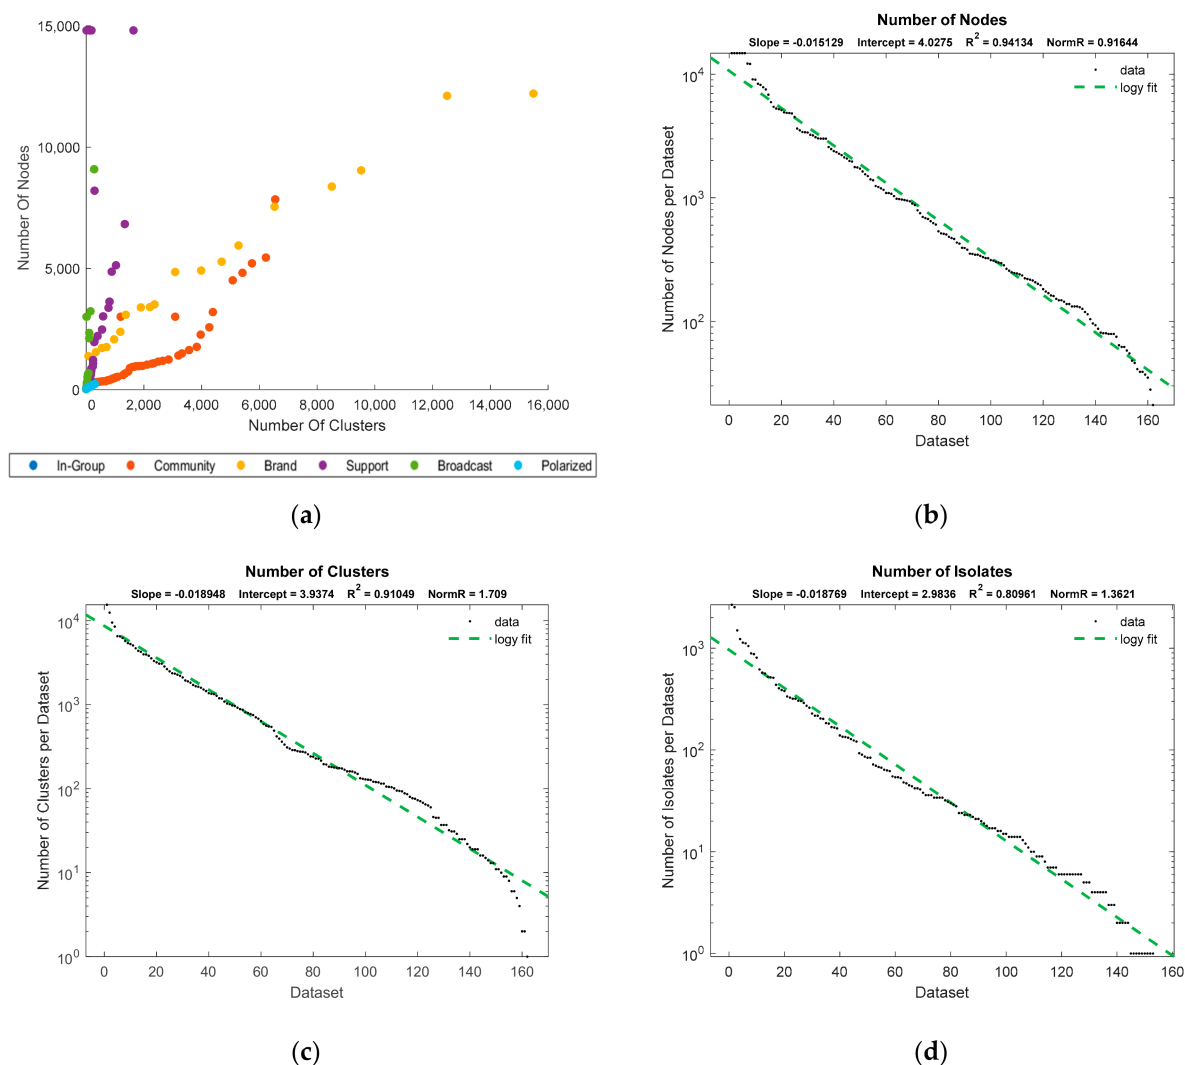 15,000
10,000
5,000
0
0 2,000 4,000 6,000 8,000 10,000 12,000 14,000 16,000
Number Of Nodes
Number Of Clusters
In-Group Community Brand Support Broadcast Polarized
(a)
Number of Nodes
Slope = -0.015129 Intercept = 4.0275 R2 = 0.94134 NormR = 0.91644
data
logy fit
10^4
10^3
10^2
Number of Nodes per Dataset
0 20 40 60 80 100 120 140 160
Dataset
(b)
Number of Clusters
Slope = -0.018948 Intercept = 3.9374 R2 = 0.91049 NormR = 1.709
data
logy fit
10^4
10^3
10^2
10^1
10^0
Number of Clusters per Dataset
0 20 40 60 80 100 120 140 160
Dataset
(c)
Number of Isolates
Slope = -0.018769 Intercept = 2.9836 R2 = 0.80961 NormR = 1.3621
data
logy fit
10^3
10^2
10^1
10^0
Number of Isolates per Dataset
0 20 40 60 80 100 120 140 160
Dataset
(d)